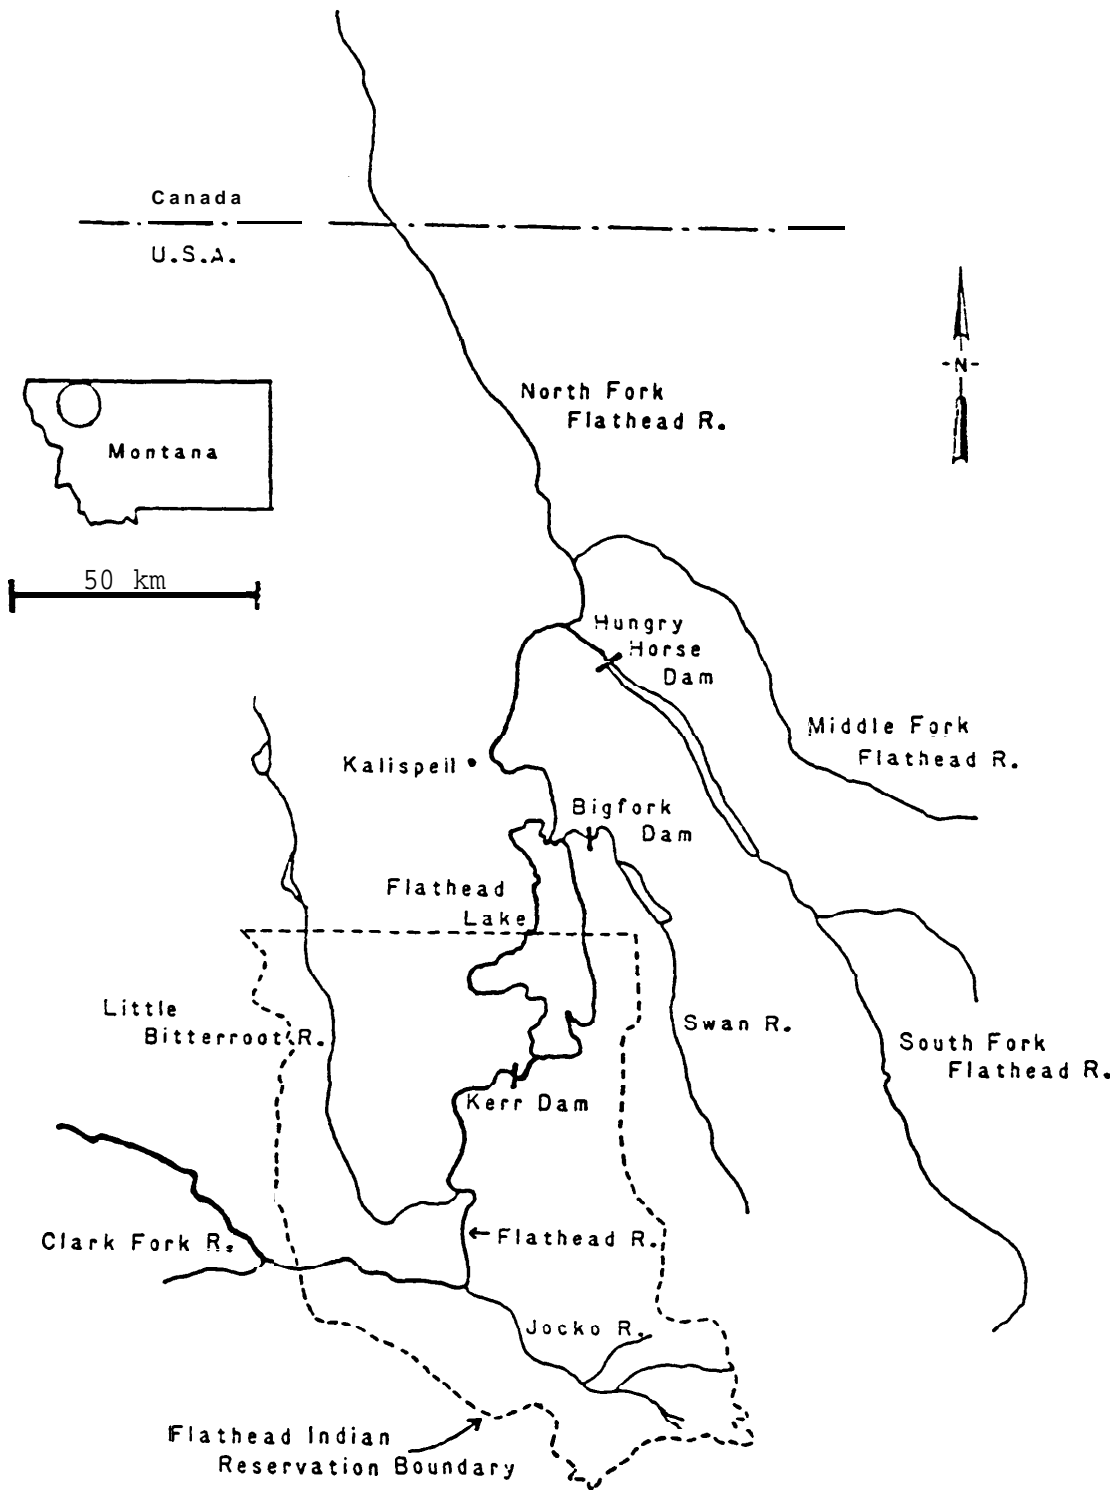 Canada
U.S.A.
-N-
North Fork
Flathead R.
Montana
50 km
Hungry
Horse
Dam
Middle Fork
Flathead R.
Kalispell
Bigfork
Dam
Flathead
Lake
Little
Bitterroot R.
Swan R.
South Fork
Flathead R.
Kerr Dam
Clark Fork R.
Flathead R.
Jocko R.
Flathead Indian
Reservation Boundary